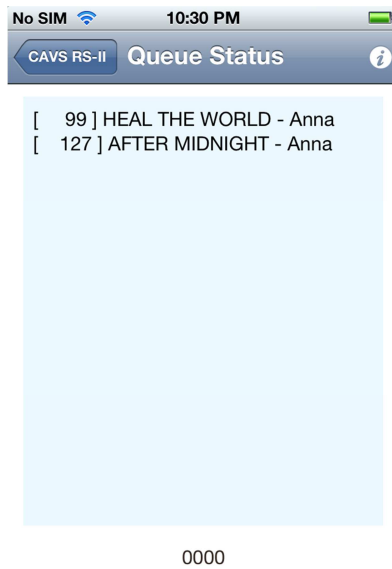 No SIM 10:30 PM
CAVS RS-II Queue Status i
[ 99 ] HEAL THE WORLD - Anna
[ 127 ] AFTER MIDNIGHT - Anna
0000